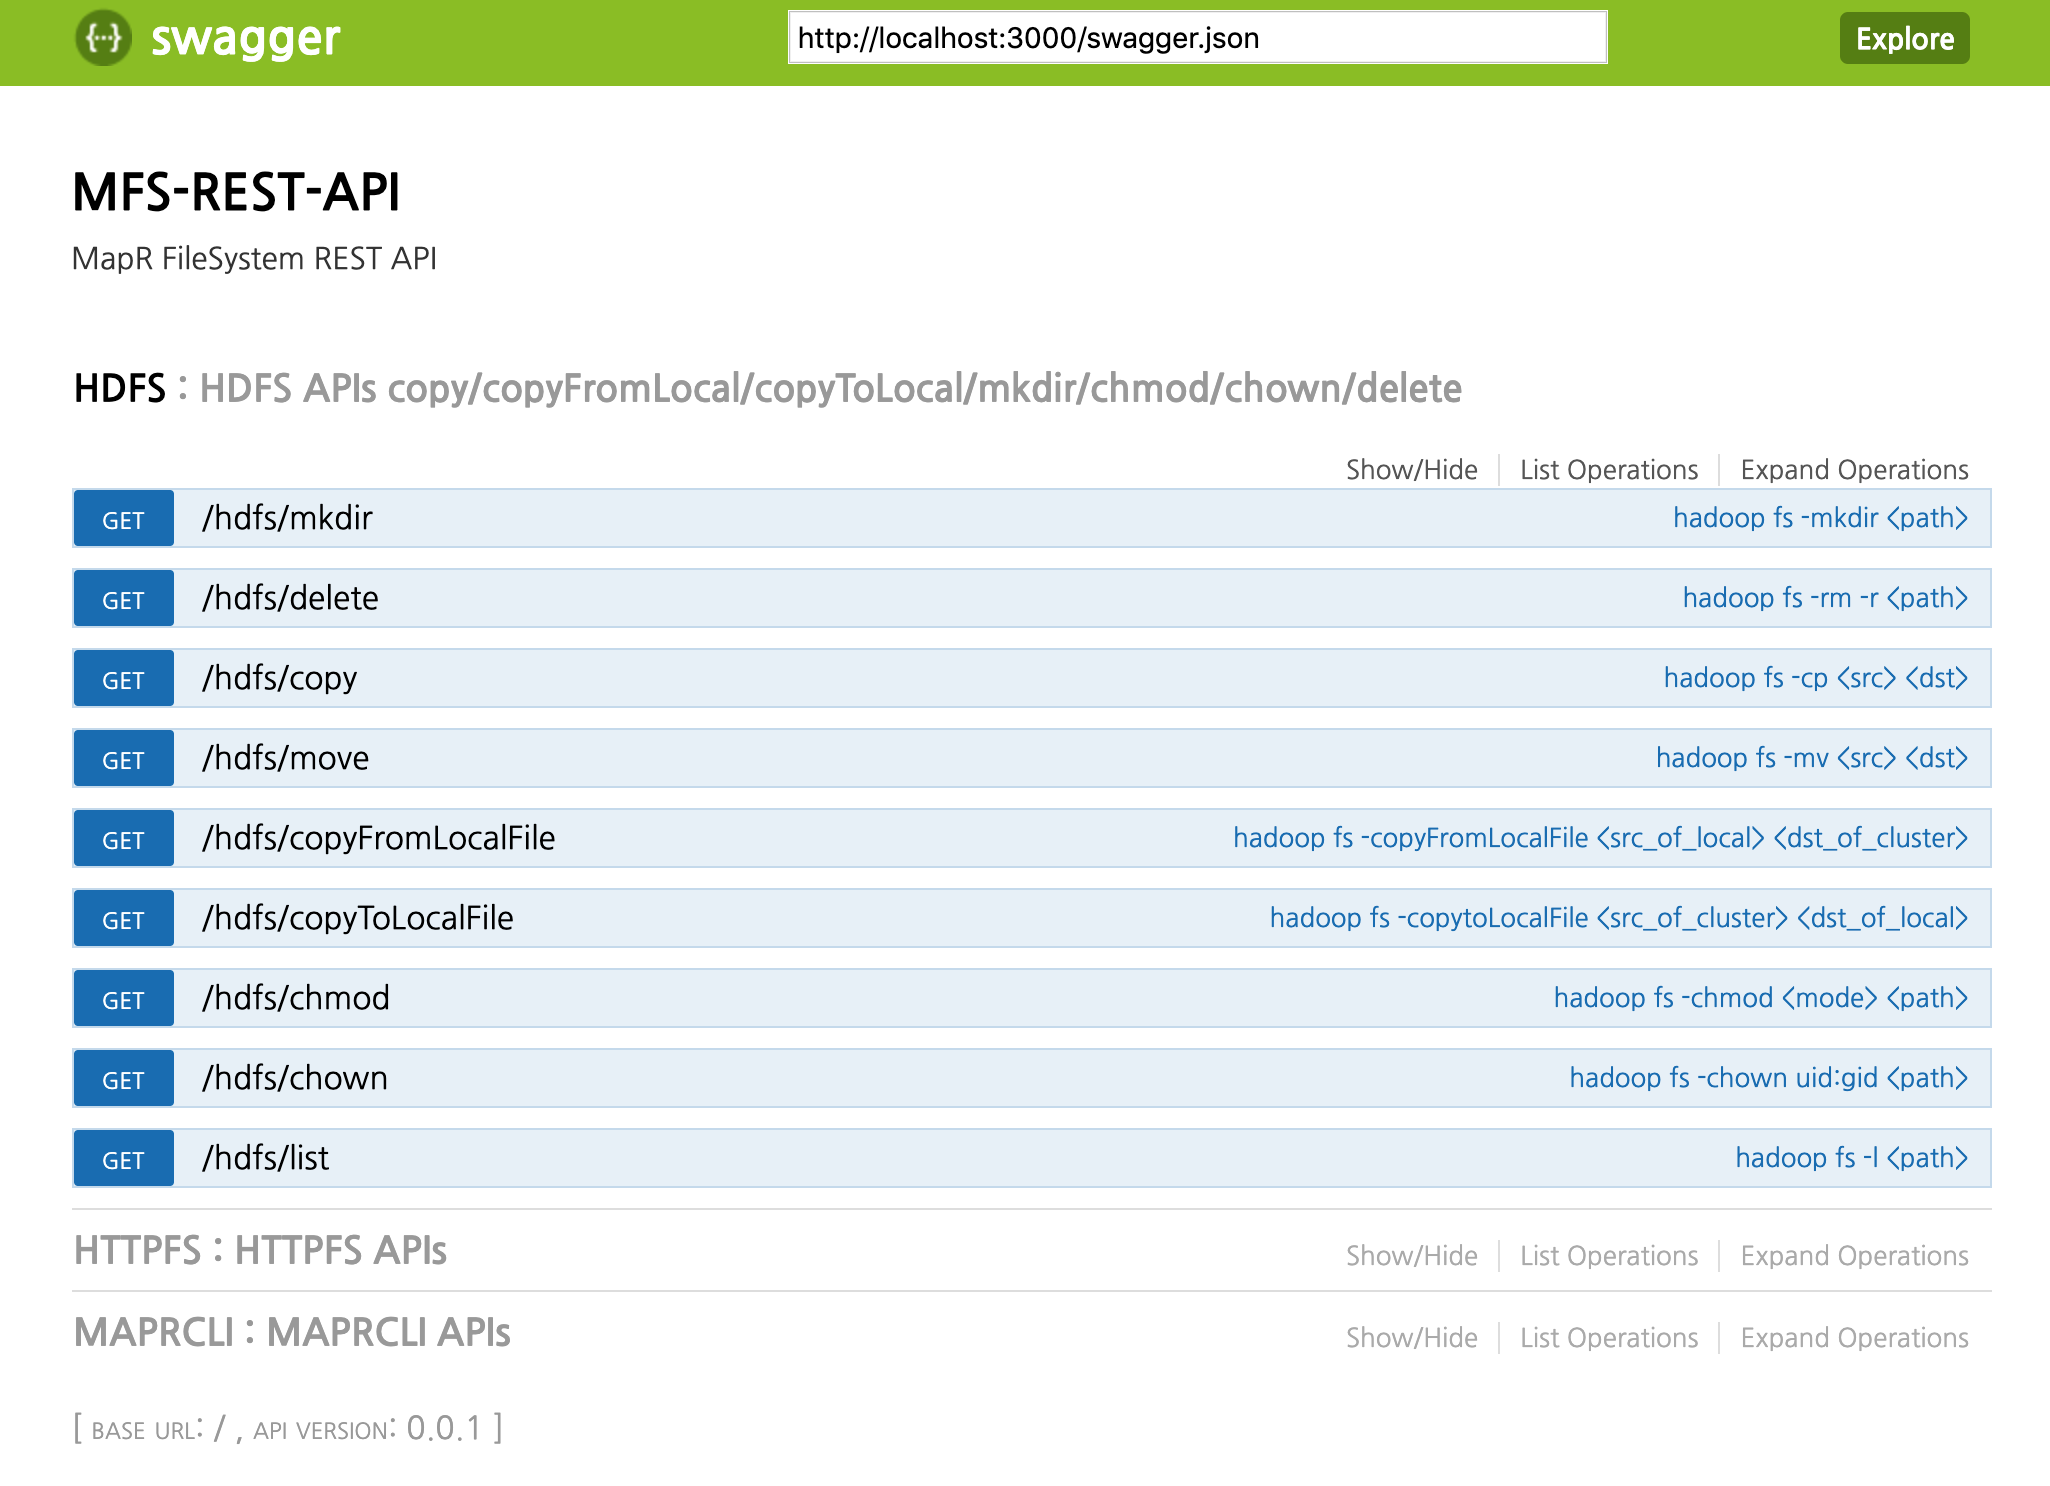 {···} swagger http://localhost:3000/swagger.json Explore
MFS-REST-API
MapR FileSystem REST API
HDFS : HDFS APIs copy/copyFromLocal/copyToLocal/mkdir/chmod/chown/delete
Show/Hide List Operations Expand Operations
GET /hdfs/mkdir hadoop fs -mkdir <path>
GET /hdfs/delete hadoop fs -rm -r <path>
GET /hdfs/copy hadoop fs -cp <src> <dst>
GET /hdfs/move hadoop fs -mv <src> <dst>
GET /hdfs/copyFromLocalFile hadoop fs -copyFromLocalFile <src_of_local> <dst_of_cluster>
GET /hdfs/copyToLocalFile hadoop fs -copytoLocalFile <src_of_cluster> <dst_of_local>
GET /hdfs/chmod hadoop fs -chmod <mode> <path>
GET /hdfs/chown hadoop fs -chown uid:gid <path>
GET /hdfs/list hadoop fs -l <path>
HTTPFS : HTTPFS APIs Show/Hide List Operations Expand Operations
MAPRCLI : MAPRCLI APIs Show/Hide List Operations Expand Operations
[ BASE URL: / , API VERSION: 0.0.1 ]